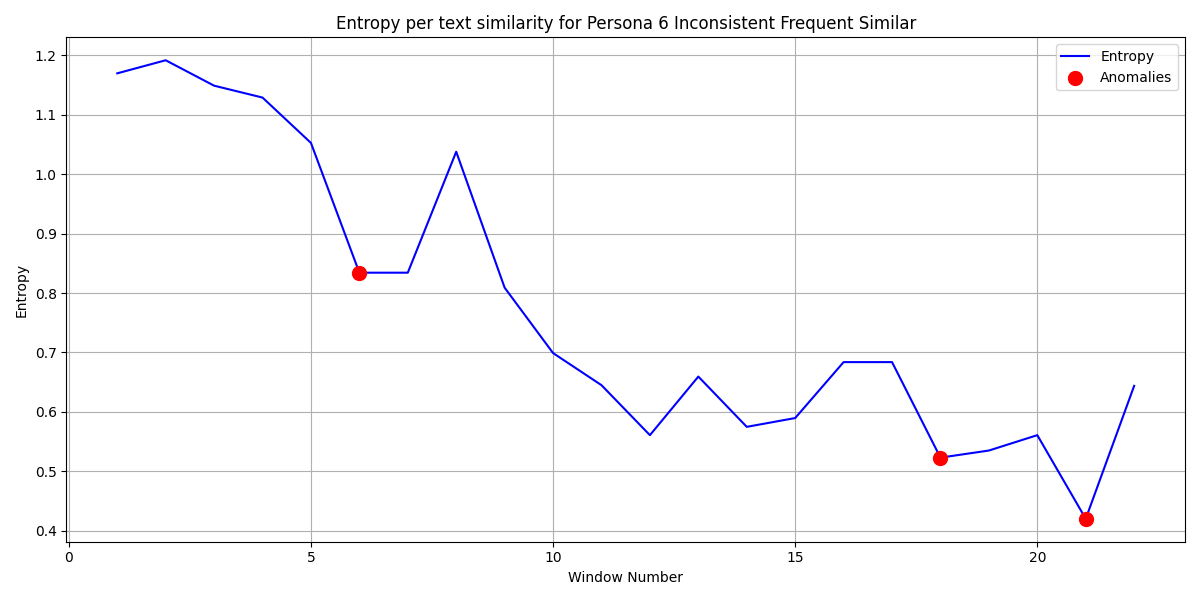 Entropy per text similarity for Persona 6 Inconsistent Frequent Similar
Entropy
Anomalies
1.2
1.1
1.0
0.9
0.8
0.7
0.6
0.5
0.4
Entropy
0 5 10 15 20
Window Number